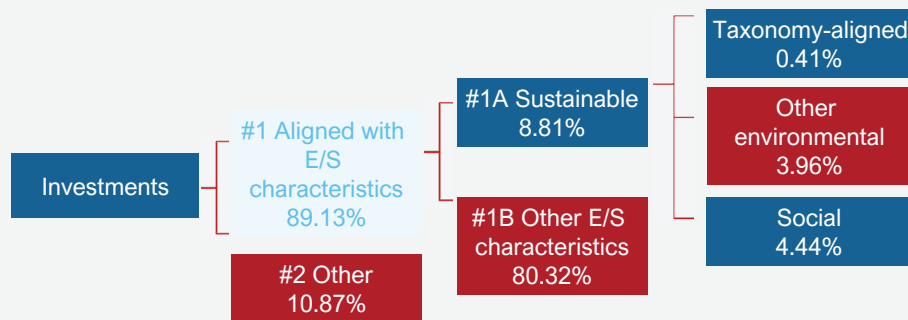 Investments
#1 Aligned with
E/S
characteristics
89.13%
#2 Other
10.87%
#1A Sustainable
8.81%
#1B Other E/S
characteristics
80.32%
Taxonomy-aligned
0.41%
Other
environmental
3.96%
Social
4.44%